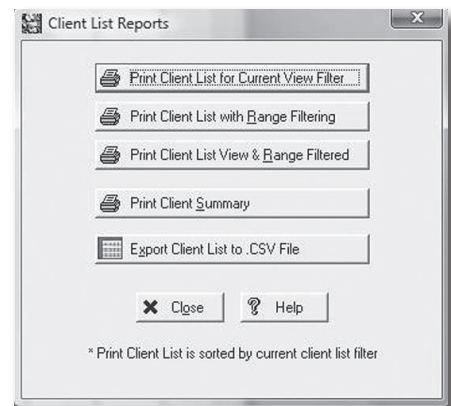 Client List Reports
Print Client List for Current View Filter
Print Client List with Range Filtering
Print Client List View & Range Filtered
Print Client Summary
Export Client List to .CSV File
Close
Help
* Print Client List is sorted by current client list filter